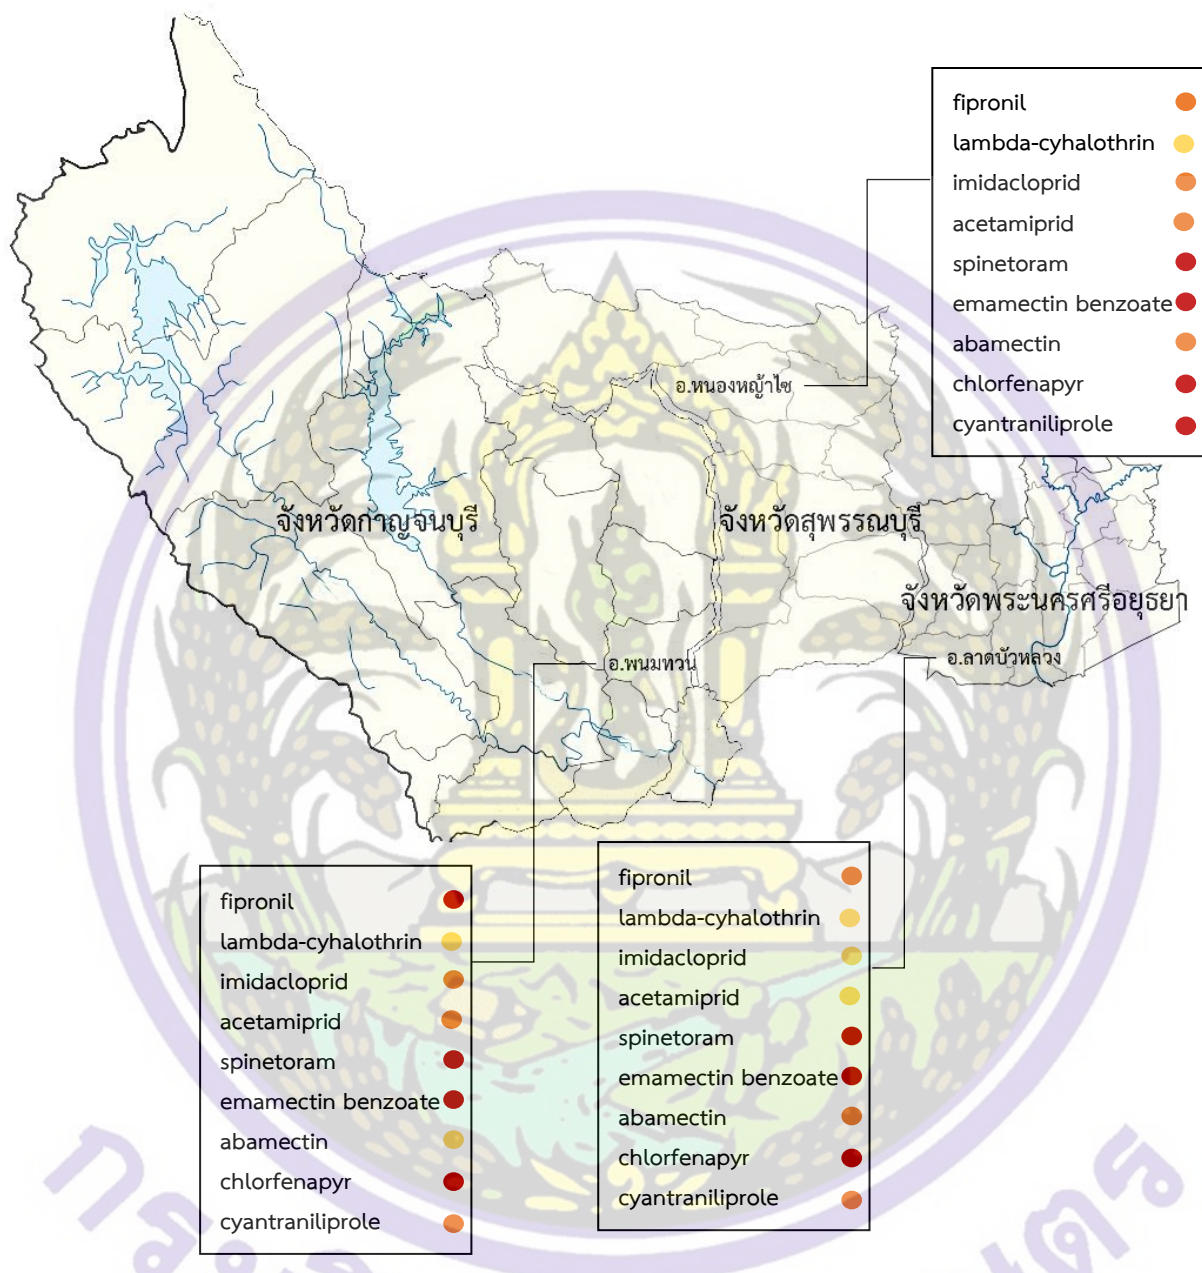 fipronil
lambda-cyhalothrin
imidacloprid
acetamiprid
spinetoram
emamectin benzoate
abamectin
chlorfenapyr
cyantraniliprole
อ.หนองหญ้าไซ
จังหวัดกาญจนบุรี
จังหวัดสุพรรณบุรี
จังหวัดพระนครศรีอยุธยา
อ.พนมทวน
อ.ลาดบัวหลวง
fipronil
lambda-cyhalothrin
imidacloprid
acetamiprid
spinetoram
emamectin benzoate
abamectin
chlorfenapyr
cyantraniliprole
fipronil
lambda-cyhalothrin
imidacloprid
acetamiprid
spinetoram
emamectin benzoate
abamectin
chlorfenapyr
cyantraniliprole